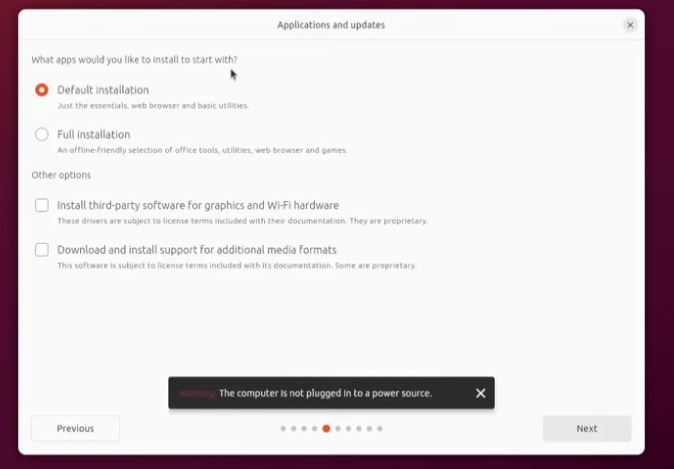 Applications and updates
What apps would you like to install to start with?
Default installation
Just the essentials, web browser and basic utilities.
Full installation
An offline-friendly selection of office tools, utilities, web browser and games.
Other options
Install third-party software for graphics and Wi-Fi hardware
These drivers are subject to license terms included with their documentation. They are proprietary.
Download and install support for additional media formats
This software is subject to license terms included with its documentation. Some are proprietary.
Warning: The computer is not plugged in to a power source.
Previous
Next